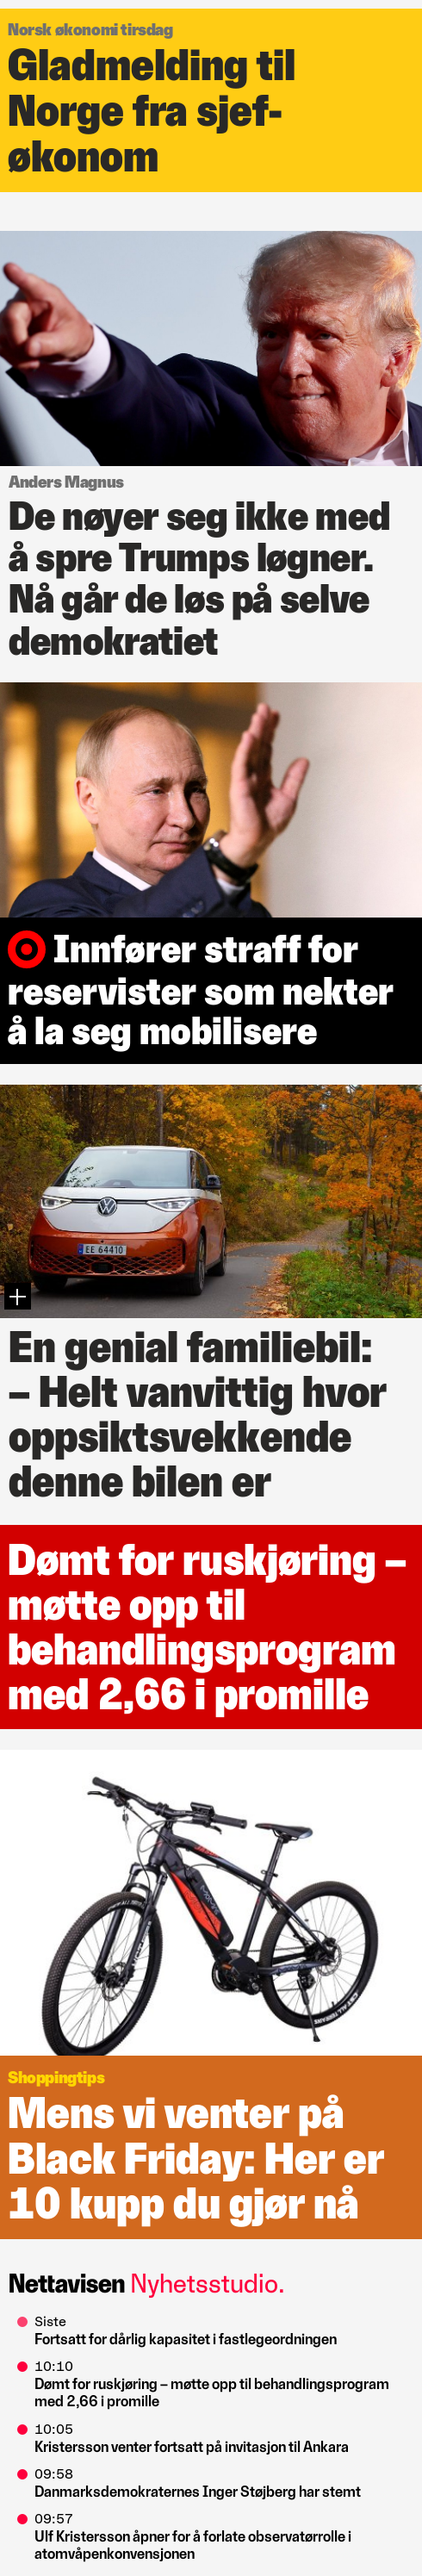 Norsk økonomi tirsdag
Gladmelding til
Norge fra sjef-
økonom
Anders Magnus
De nøyer seg ikke med
å spre Trumps løgner.
Nå går de løs på selve
demokratiet
Innfører straff for
reservister som nekter
å la seg mobilisere
EE 64410
En genial familiebil:
– Helt vanvittig hvor
oppsiktsvekkende
denne bilen er
Dømt for ruskjøring –
møtte opp til
behandlingsprogram
med 2,66 i promille
Shoppingtips
Mens vi venter på
Black Friday: Her er
10 kupp du gjør nå
Nettavisen Nyhetsstudio.
Siste
Fortsatt for dårlig kapasitet i fastlegeordningen
10:10
Dømt for ruskjøring – møtte opp til behandlingsprogram
med 2,66 i promille
10:05
Kristersson venter fortsatt på invitasjon til Ankara
09:58
Danmarksdemokraternes Inger Støjberg har stemt
09:57
Ulf Kristersson åpner for å forlate observatørrolle i
atomvåpenkonvensjonen